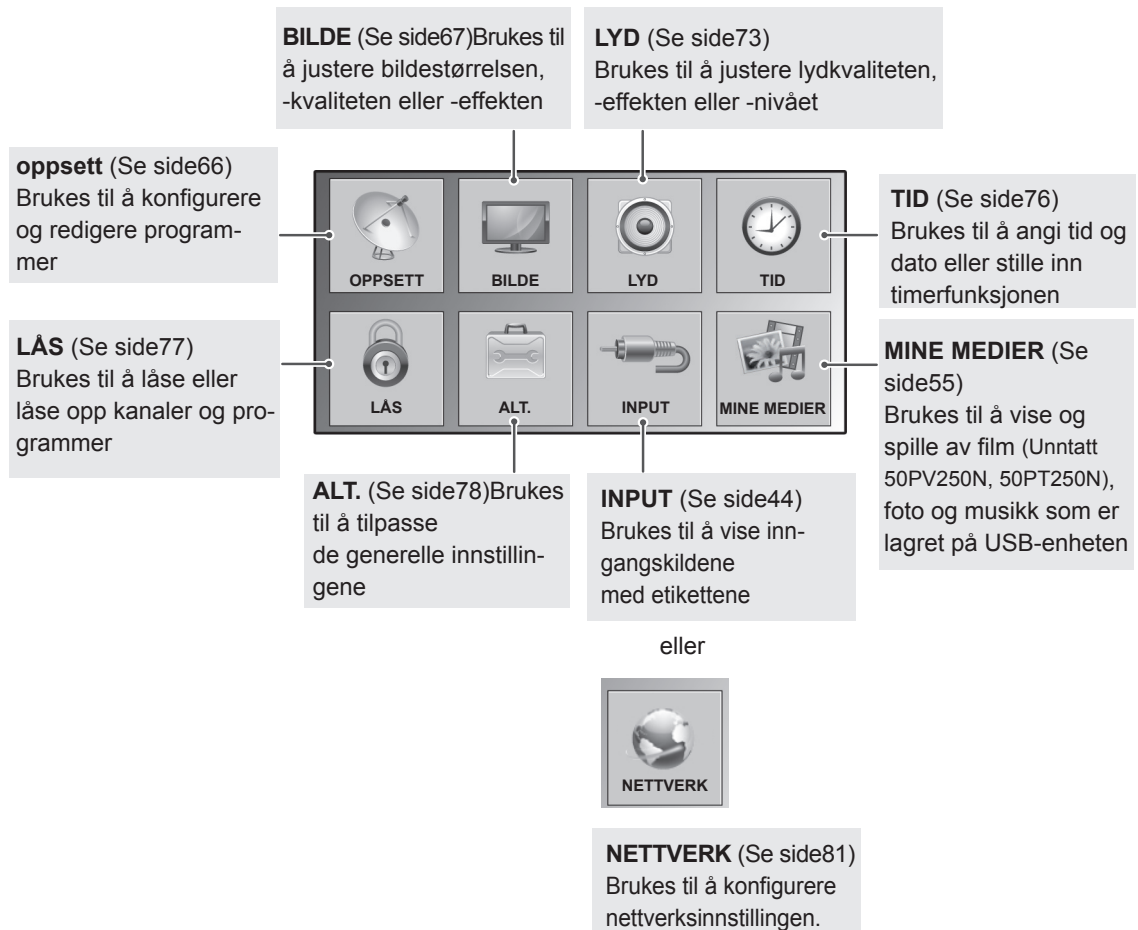 BILDE (Se side67)Brukes til
å justere bildestørrelsen,
-kvaliteten eller -effekten
LYD (Se side73)
Brukes til å justere lydkvaliteten,
-effekten eller -nivået
oppsett (Se side66)
Brukes til å konfigurere
og redigere program-
mer
TID (Se side76)
Brukes til å angi tid og
dato eller stille inn
timerfunksjonen
OPPSETT
BILDE
LYD
TID
LÅS (Se side77)
Brukes til å låse eller
låse opp kanaler og pro-
grammer
MINE MEDIER (Se
side55)
Brukes til å vise og
spille av film (Unntatt
50PV250N, 50PT250N),
foto og musikk som er
lagret på USB-enheten
LÅS
ALT.
INPUT
MINE MEDIER
ALT. (Se side78)Brukes
til å tilpasse
de generelle innstillin-
gene
INPUT (Se side44)
Brukes til å vise inn-
gangskildene
med etikettene
eller
NETTVERK
NETTVERK (Se side81)
Brukes til å konfigurere
nettverksinnstillingen.